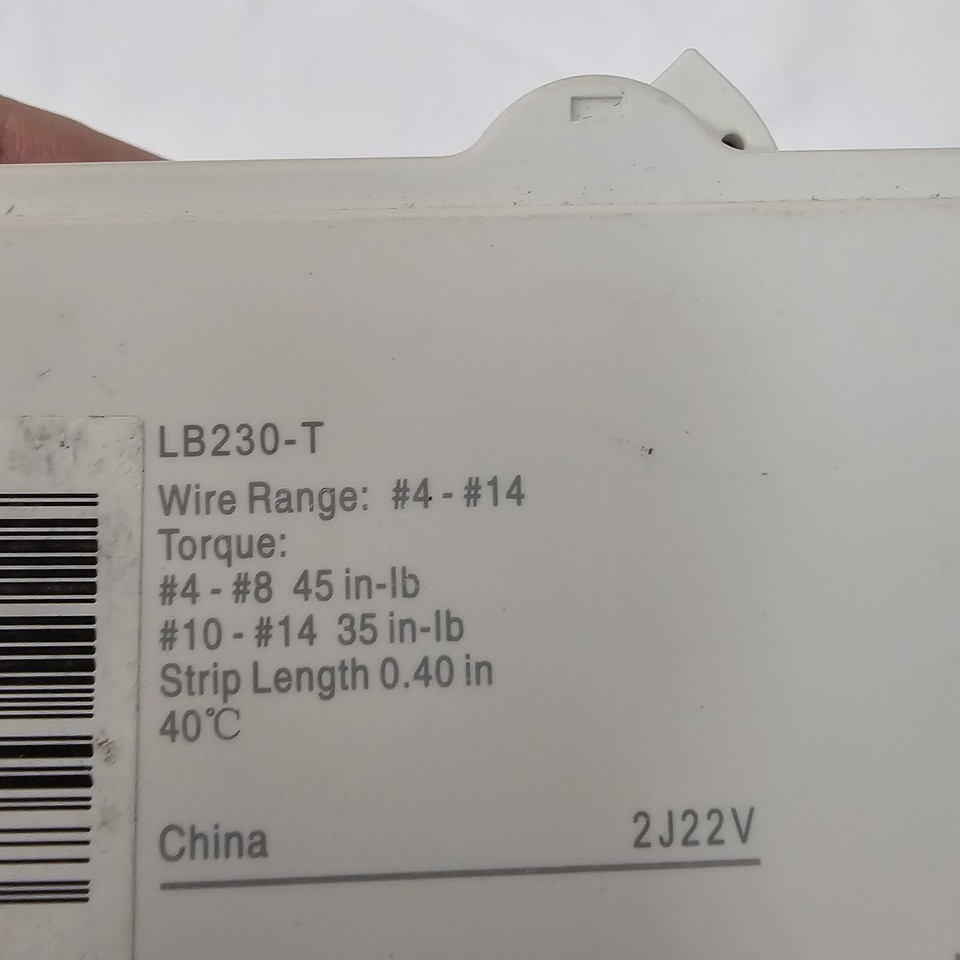 LB230-T
Wire Range: #4 - #14
Torque:
#4 - #8 45 in-lb
#10 - #14 35 in-lb
Strip Length 0.40 in
40℃
China 2J22V